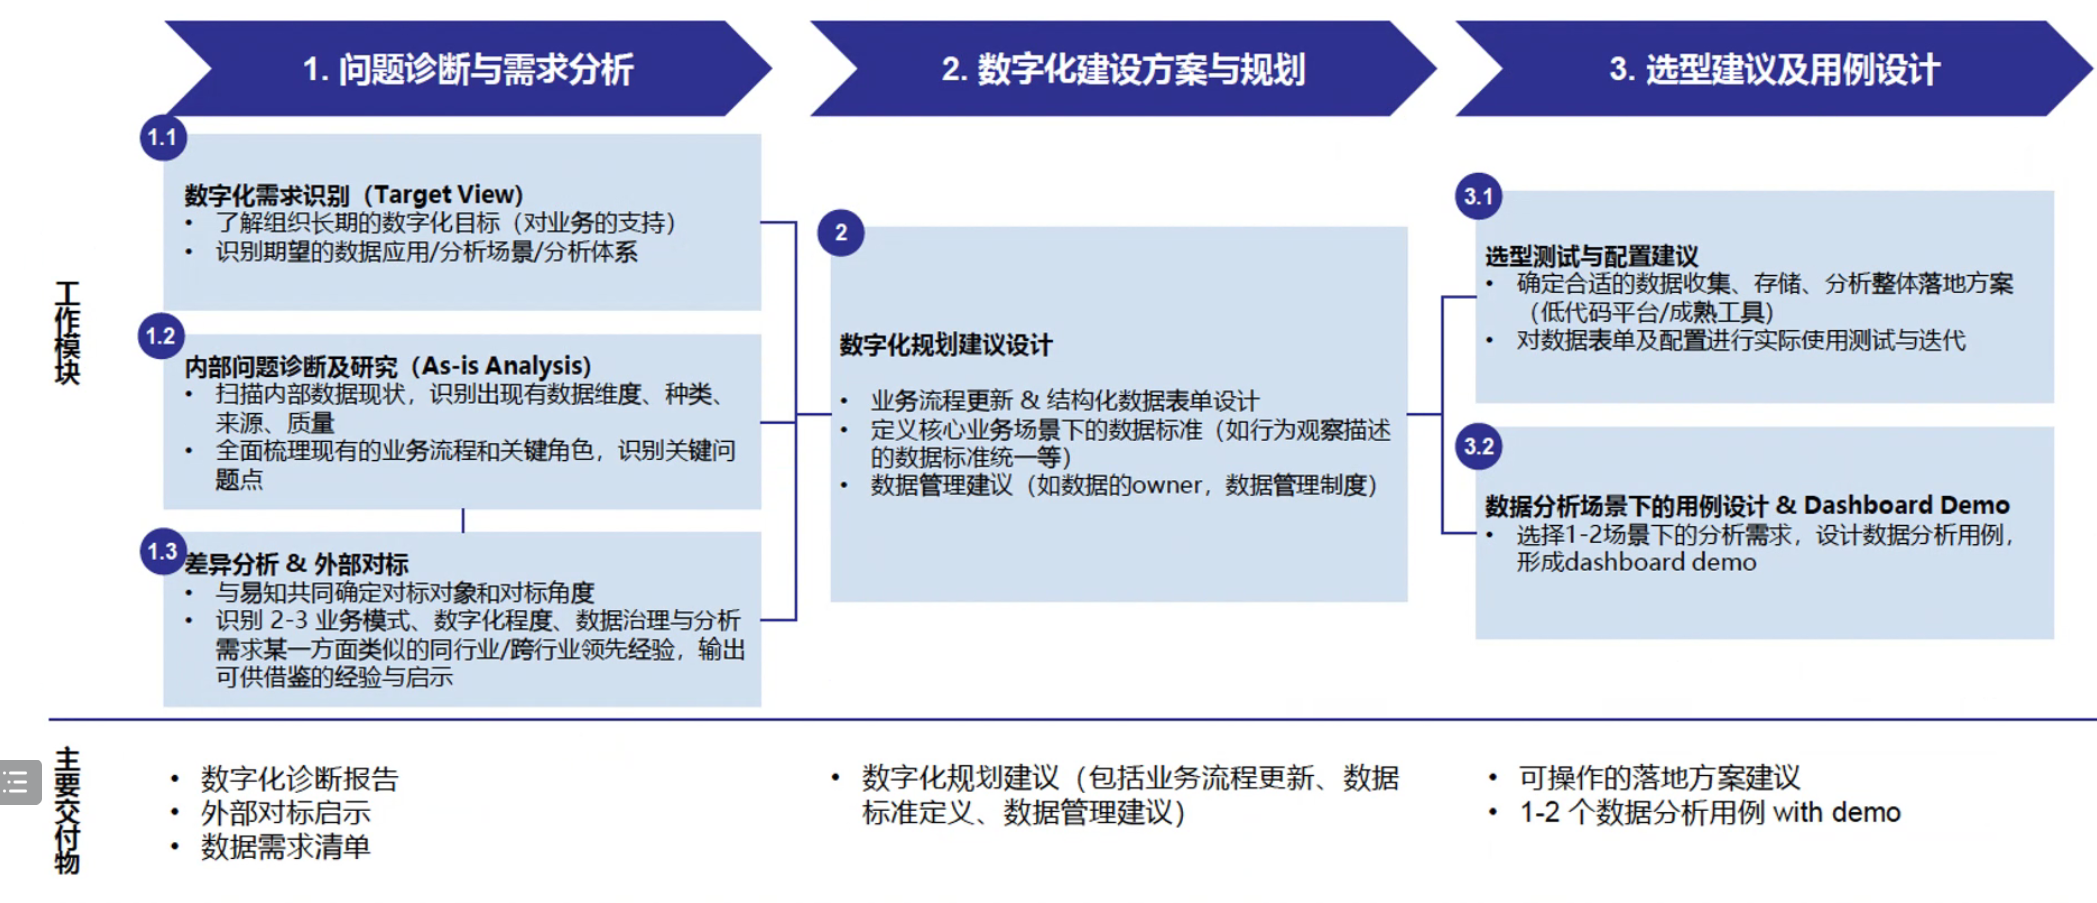 1. 问题诊断与需求分析
2. 数字化建设方案与规划
3. 选型建议及用例设计
工作模块
1.1
数字化需求识别（Target View）
• 了解组织长期的数字化目标（对业务的支持）
• 识别期望的数据应用/分析场景/分析体系
1.2
内部问题诊断及研究（As-is Analysis）
• 扫描内部数据现状，识别出现有数据维度、种类、
来源、质量
• 全面梳理现有的业务流程和关键角色，识别关键问
题点
1.3
差异分析 & 外部对标
• 与易知共同确定对标对象和对标角度
• 识别 2-3 业务模式、数字化程度、数据治理与分析
需求某一方面类似的同行业/跨行业领先经验，输出
可供借鉴的经验与启示
2
数字化规划建议设计
• 业务流程更新 & 结构化数据表单设计
• 定义核心业务场景下的数据标准（如行为观察描述
的数据标准统一等）
• 数据管理建议（如数据的owner，数据管理制度）
3.1
选型测试与配置建议
• 确定合适的数据收集、存储、分析整体落地方案
（低代码平台/成熟工具）
• 对数据表单及配置进行实际使用测试与迭代
3.2
数据分析场景下的用例设计 & Dashboard Demo
• 选择1-2场景下的分析需求，设计数据分析用例，
形成dashboard demo
主要交付物
• 数字化诊断报告
• 外部对标启示
• 数据需求清单
• 数字化规划建议（包括业务流程更新、数据
标准定义、数据管理建议）
• 可操作的落地方案建议
• 1-2 个数据分析用例 with demo